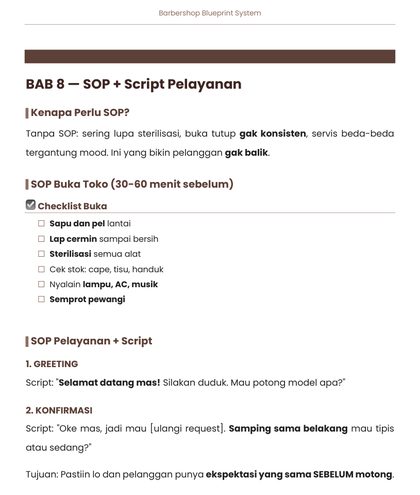 Barbershop Blueprint System
BAB 8 — SOP + Script Pelayanan
Kenapa Perlu SOP?
Tanpa SOP: sering lupa sterilisasi, buka tutup gak konsisten, servis beda-beda
tergantung mood. Ini yang bikin pelanggan gak balik.
SOP Buka Toko (30-60 menit sebelum)
☑ Checklist Buka
☐ Sapu dan pel lantai
☐ Lap cermin sampai bersih
☐ Sterilisasi semua alat
☐ Cek stok: cape, tisu, handuk
☐ Nyalain lampu, AC, musik
☐ Semprot pewangi
SOP Pelayanan + Script
1. GREETING
Script: "Selamat datang mas! Silakan duduk. Mau potong model apa?"
2. KONFIRMASI
Script: "Oke mas, jadi mau [ulangi request]. Samping sama belakang mau tipis
atau sedang?"
Tujuan: Pastiin lo dan pelanggan punya ekspektasi yang sama SEBELUM motong.